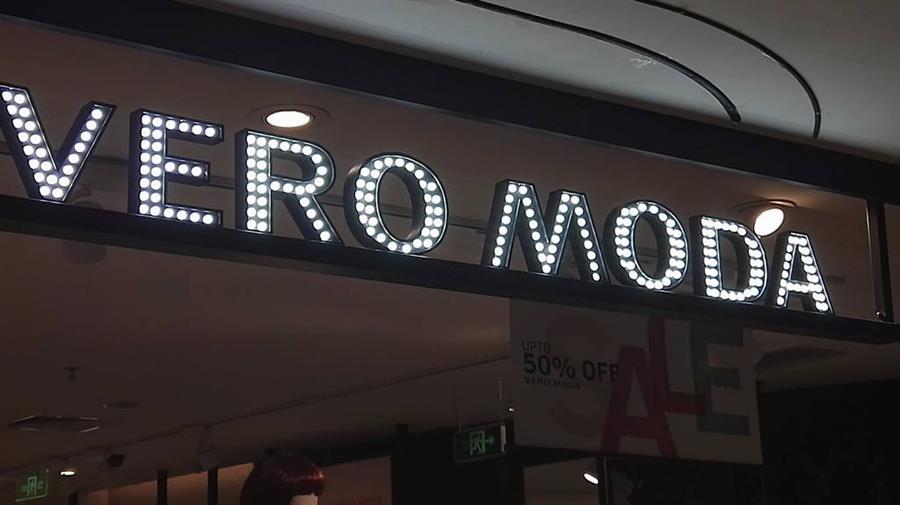 VERO MODA
UPTO
50% OFF
VERO MODA
SALE